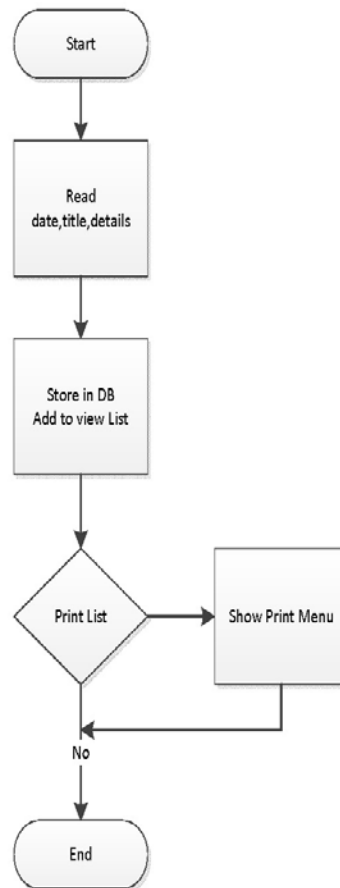 Start
Read
date,title,details
Store in DB
Add to view List
Print List
Show Print Menu
No
End